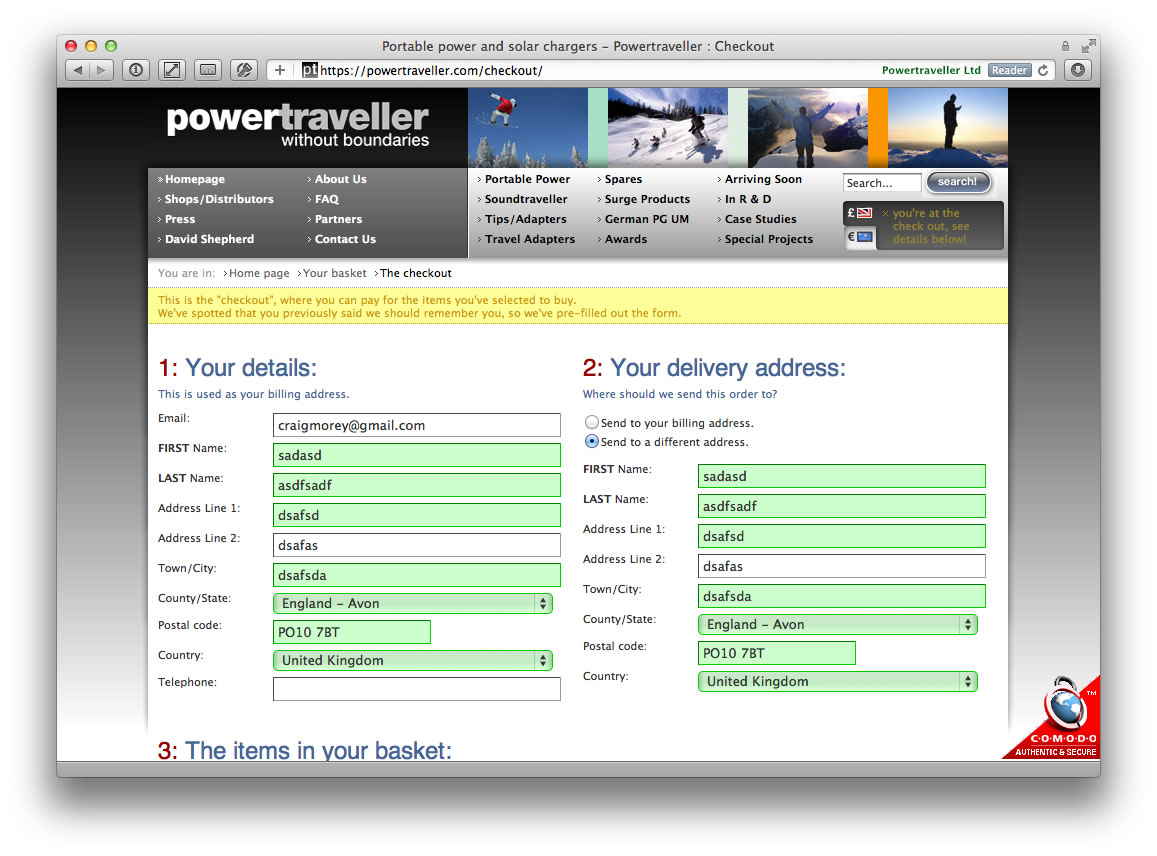 Portable power and solar chargers – Powertraveller : Checkout
pt https://powertraveller.com/checkout/ Powertraveller Ltd Reader
powertraveller
without boundaries
Homepage About Us Portable Power Spares Arriving Soon Search... search!
Shops/Distributors FAQ Soundtraveller Surge Products In R & D
Press Partners Tips/Adapters German PG UM Case Studies
David Shepherd Contact Us Travel Adapters Awards Special Projects
£ × you're at the
check out, see
€ details below!
You are in: › Home page › Your basket › The checkout
This is the "checkout", where you can pay for the items you've selected to buy.
We've spotted that you previously said we should remember you, so we've pre-filled out the form.
1: Your details:
This is used as your billing address.
Email: craigmorey@gmail.com
FIRST Name: sadasd
LAST Name: asdfsadf
Address Line 1: dsafsd
Address Line 2: dsafas
Town/City: dsafsda
County/State: England – Avon
Postal code: PO10 7BT
Country: United Kingdom
Telephone:
2: Your delivery address:
Where should we send this order to?
Send to your billing address.
Send to a different address.
FIRST Name: sadasd
LAST Name: asdfsadf
Address Line 1: dsafsd
Address Line 2: dsafas
Town/City: dsafsda
County/State: England – Avon
Postal code: PO10 7BT
Country: United Kingdom
3: The items in your basket:
TM
C·O·M·O·D·O
AUTHENTIC & SECURE